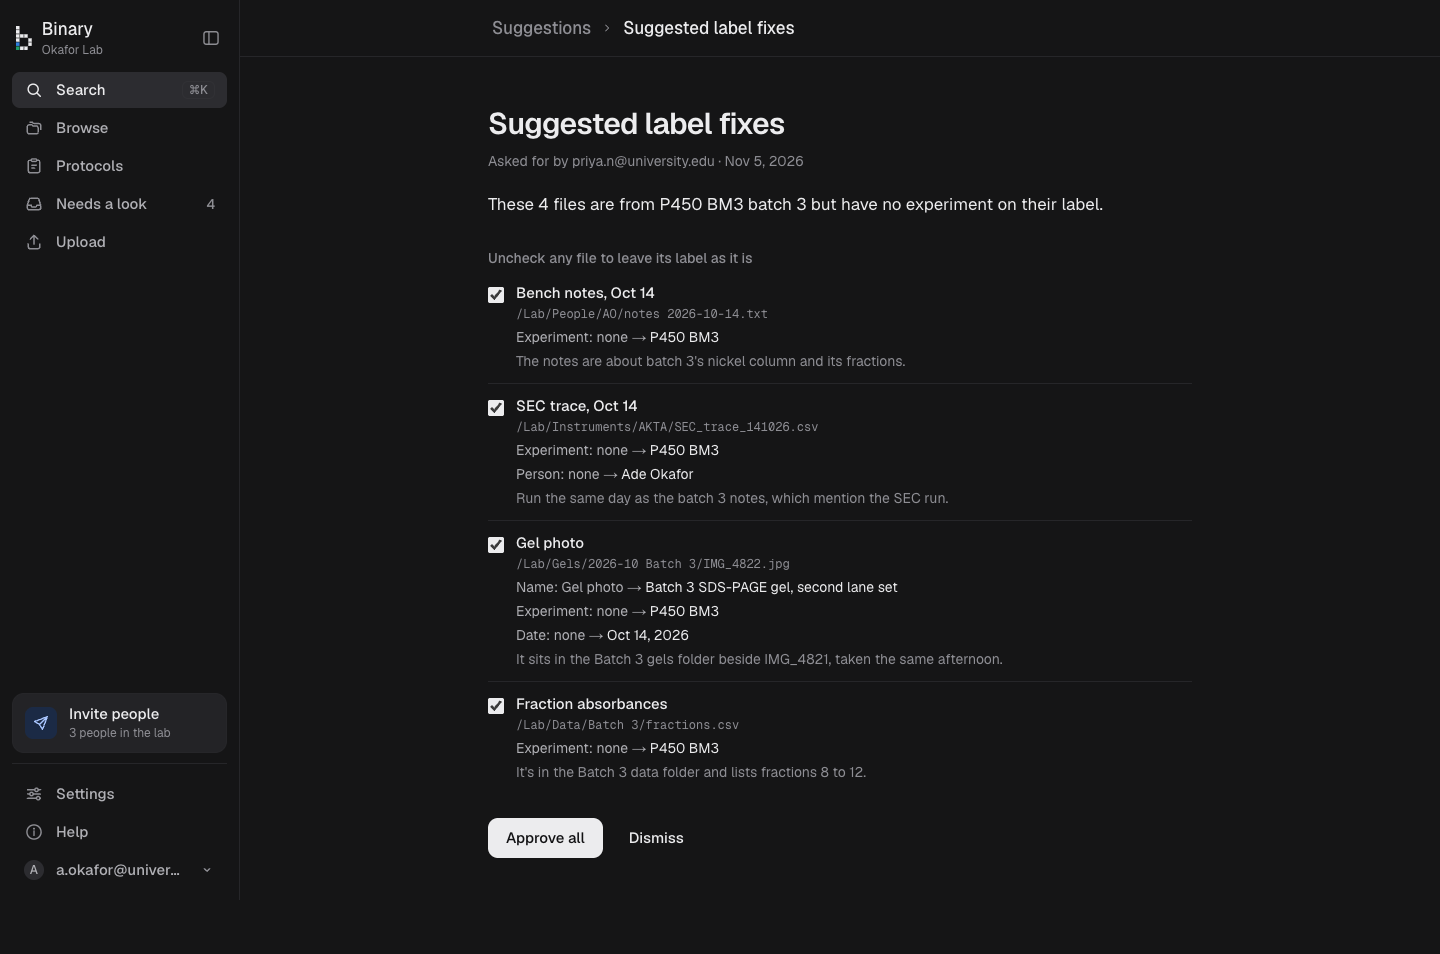 Binary
Okafor Lab
Search ⌘K
Browse
Protocols
Needs a look 4
Upload
Invite people
3 people in the lab
Settings
Help
A a.okafor@univer...
Suggestions › Suggested label fixes
Suggested label fixes
Asked for by priya.n@university.edu · Nov 5, 2026
These 4 files are from P450 BM3 batch 3 but have no experiment on their label.
Uncheck any file to leave its label as it is
Bench notes, Oct 14
/Lab/People/AO/notes 2026-10-14.txt
Experiment: none → P450 BM3
The notes are about batch 3's nickel column and its fractions.
SEC trace, Oct 14
/Lab/Instruments/AKTA/SEC_trace_141026.csv
Experiment: none → P450 BM3
Person: none → Ade Okafor
Run the same day as the batch 3 notes, which mention the SEC run.
Gel photo
/Lab/Gels/2026-10 Batch 3/IMG_4822.jpg
Name: Gel photo → Batch 3 SDS-PAGE gel, second lane set
Experiment: none → P450 BM3
Date: none → Oct 14, 2026
It sits in the Batch 3 gels folder beside IMG_4821, taken the same afternoon.
Fraction absorbances
/Lab/Data/Batch 3/fractions.csv
Experiment: none → P450 BM3
It's in the Batch 3 data folder and lists fractions 8 to 12.
Approve all
Dismiss